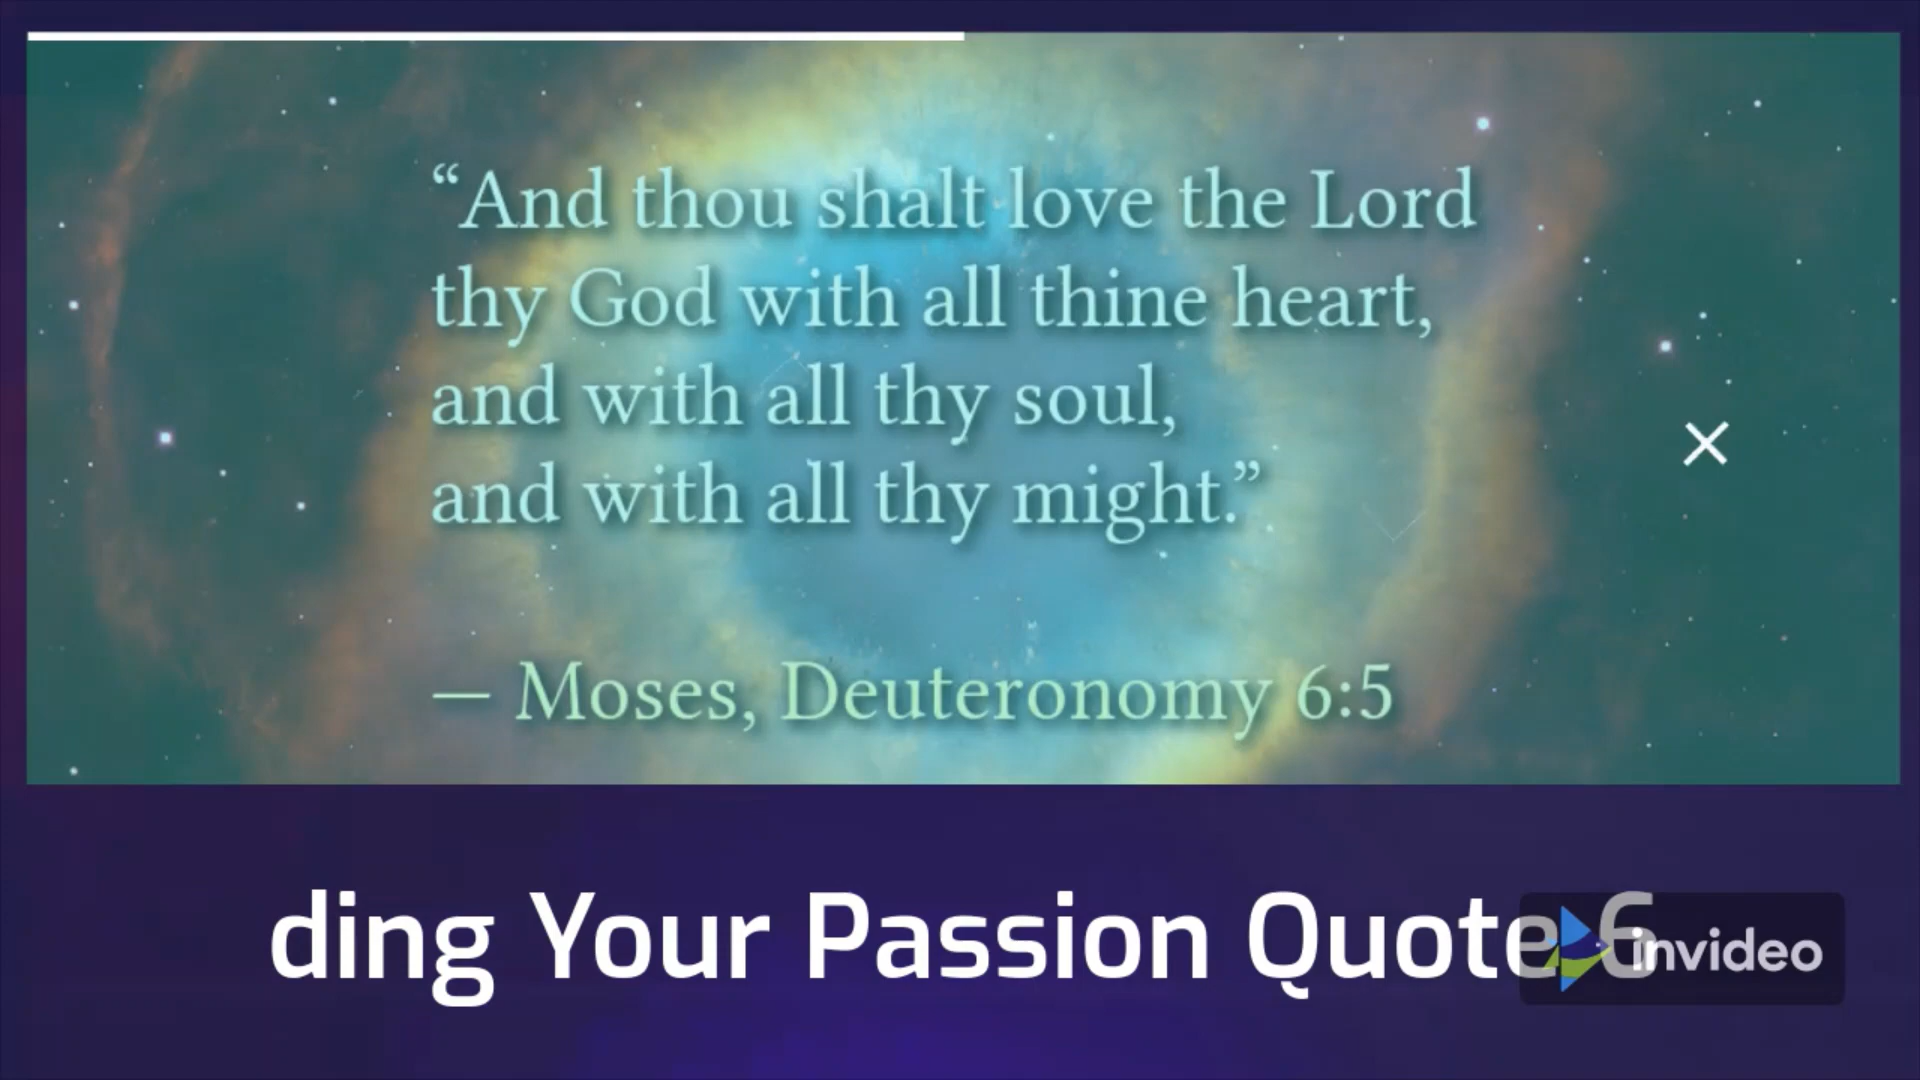 “And thou shalt love the Lord
thy God with all thine heart,
and with all thy soul,
and with all thy might.”
— Moses, Deuteronomy 6:5
ding Your Passion Quote 6
invideo